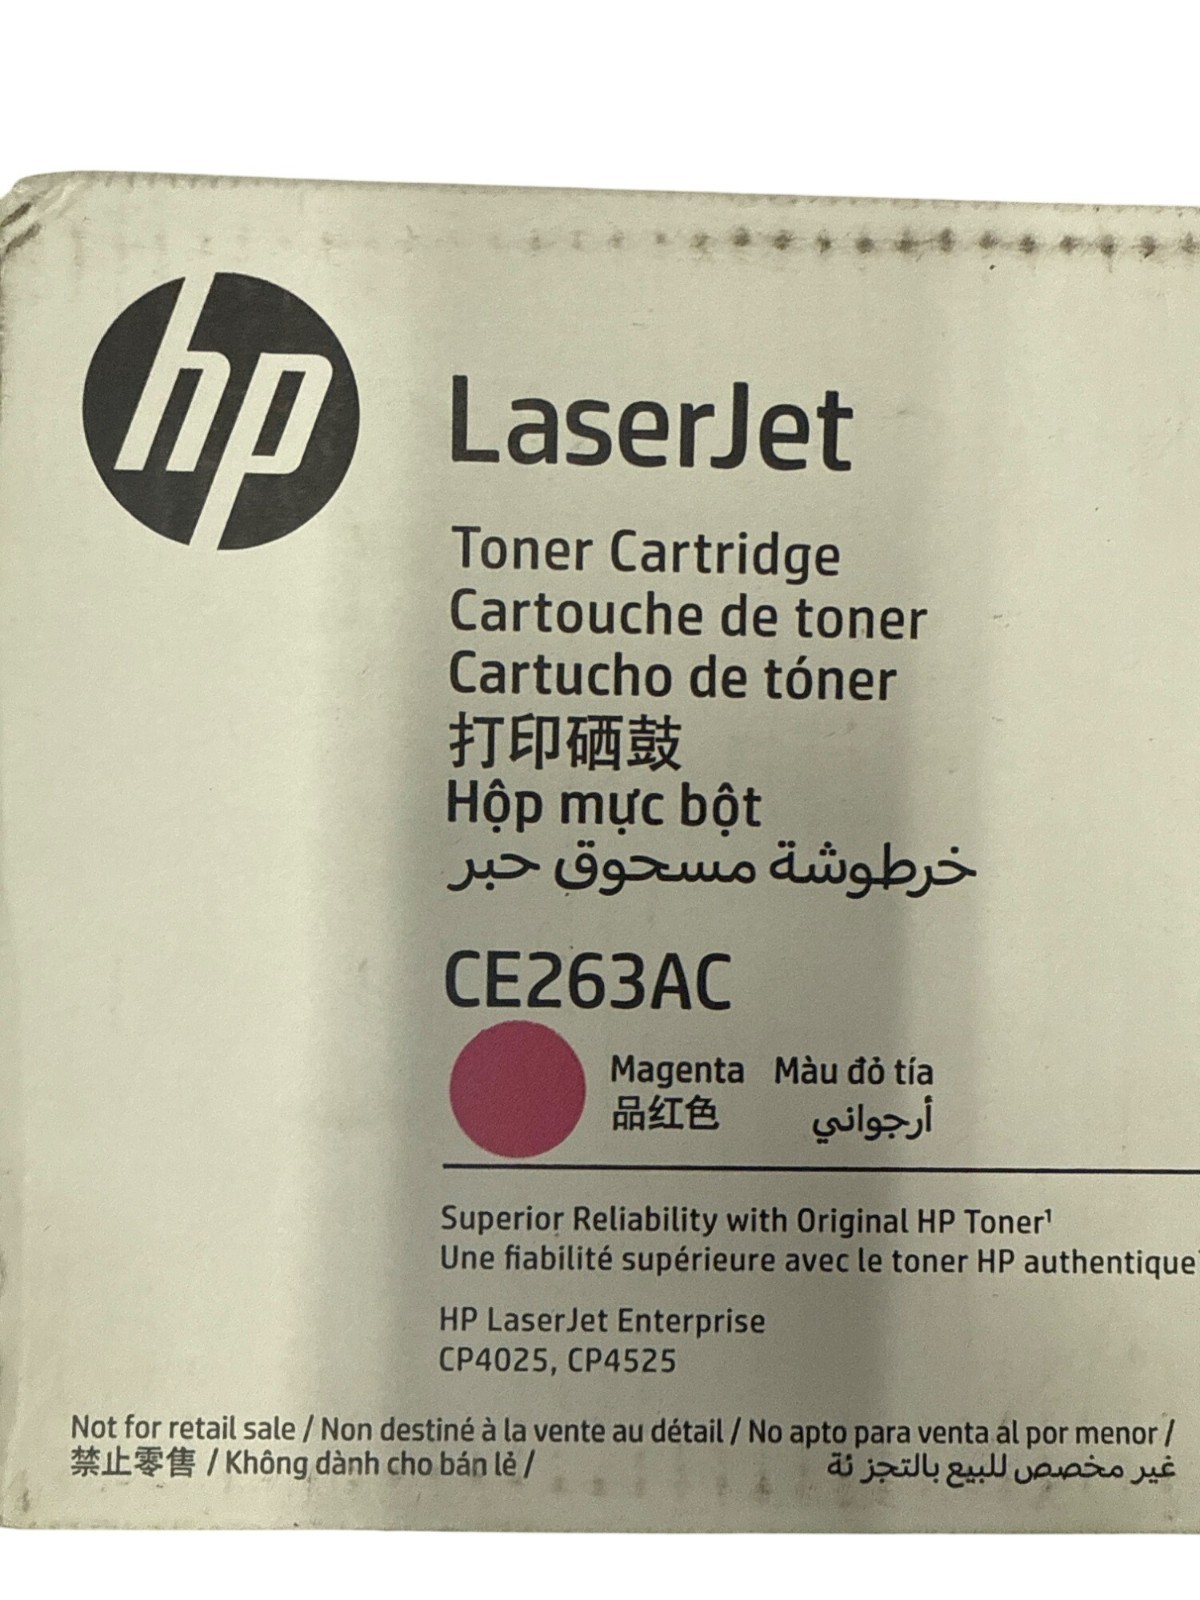 hp
LaserJet
Toner Cartridge
Cartouche de toner
Cartucho de tóner
打印硒鼓
Hộp mực bột
خرطوشة مسحوق حبر
CE263AC
Magenta Màu đỏ tía
品红色 أرجواني
Superior Reliability with Original HP Toner¹
Une fiabilité supérieure avec le toner HP authentique¹
HP LaserJet Enterprise
CP4025, CP4525
Not for retail sale / Non destiné à la vente au détail / No apto para venta al por menor /
禁止零售 / Không dành cho bán lẻ / غير مخصص للبيع بالتجز ئة